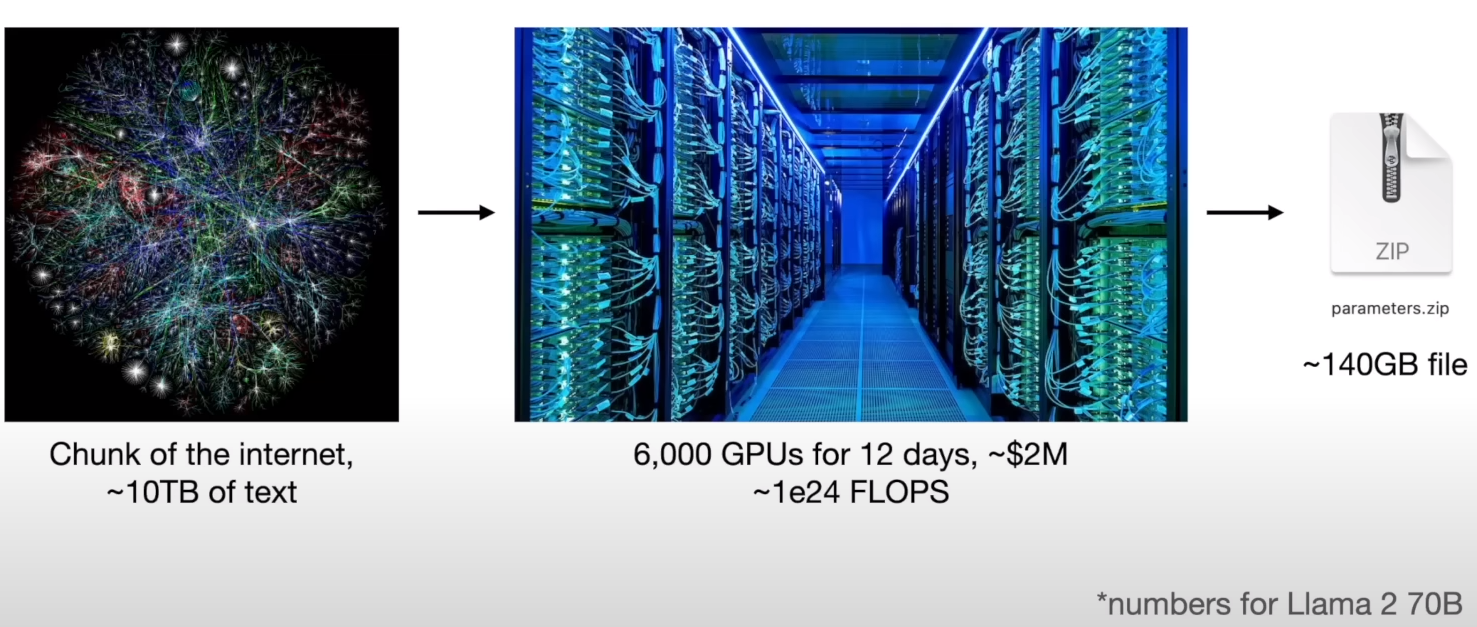 Chunk of the internet,
~10TB of text
6,000 GPUs for 12 days, ~$2M
~1e24 FLOPS
ZIP
parameters.zip
~140GB file
*numbers for Llama 2 70B